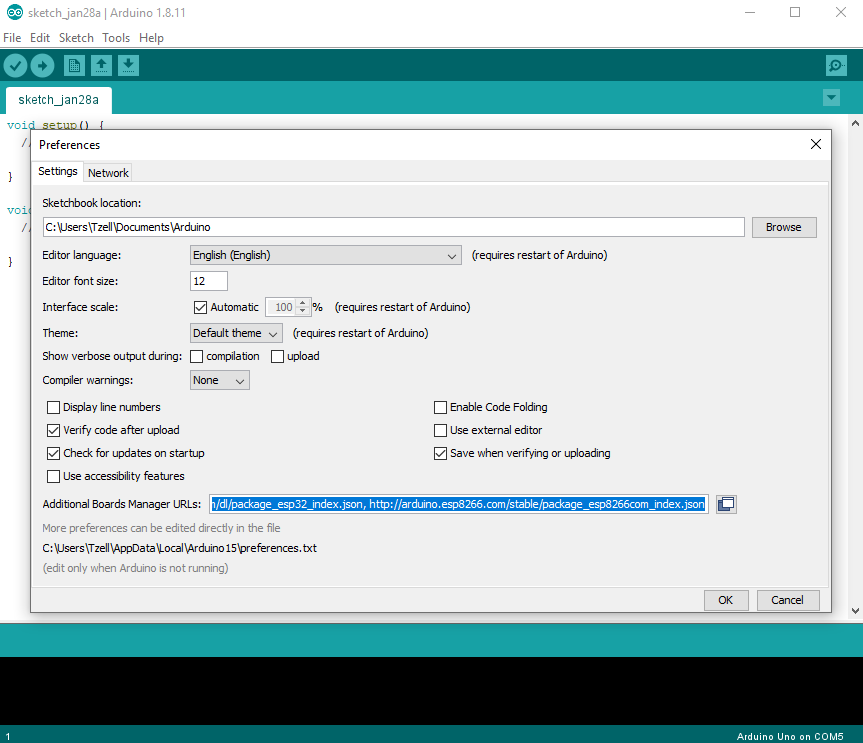 sketch_jan28a | Arduino 1.8.11
File Edit Sketch Tools Help
sketch_jan28a
void setup() {
//
}
void
//
}
Preferences
Settings Network
Sketchbook location:
C:\Users\Tzell\Documents\Arduino Browse
Editor language: English (English) (requires restart of Arduino)
Editor font size: 12
Interface scale: Automatic 100 % (requires restart of Arduino)
Theme: Default theme (requires restart of Arduino)
Show verbose output during: compilation upload
Compiler warnings: None
Display line numbers Enable Code Folding
Verify code after upload Use external editor
Check for updates on startup Save when verifying or uploading
Use accessibility features
Additional Boards Manager URLs: /dl/package_esp32_index.json, http://arduino.esp8266.com/stable/package_esp8266com_index.json
More preferences can be edited directly in the file
C:\Users\Tzell\AppData\Local\Arduino15\preferences.txt
(edit only when Arduino is not running)
OK Cancel
1 Arduino Uno on COM5